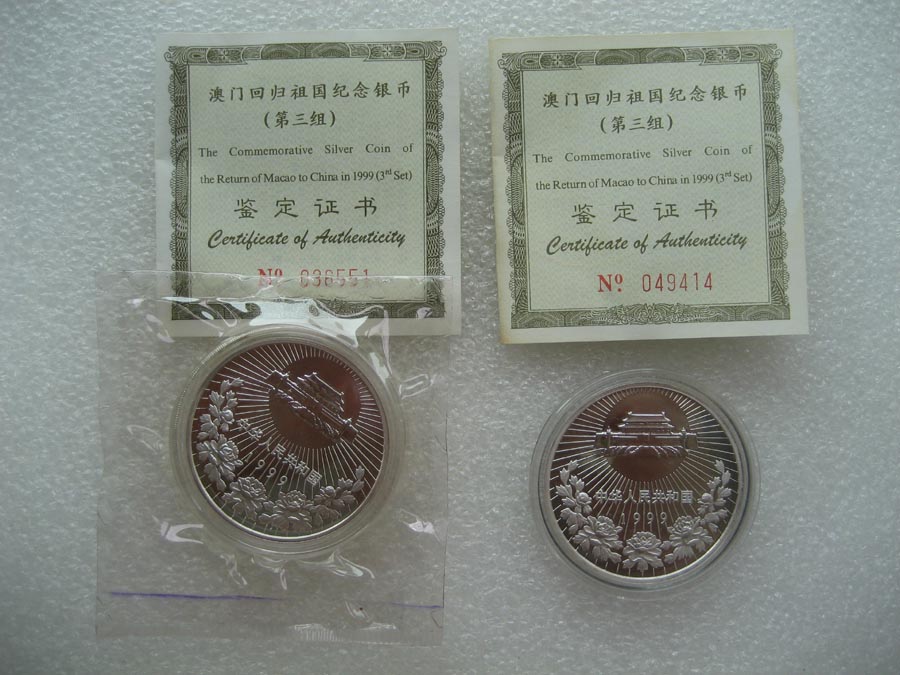 澳门回归祖国纪念银币
(第三组)
The Commemorative Silver Coin of
the Return of Macao to China in 1999 (3rd Set)
鉴定证书
Certificate of Authenticity
Nº 038551
中华人民共和国
1999
澳门回归祖国纪念银币
(第三组)
The Commemorative Silver Coin of
the Return of Macao to China in 1999 (3rd Set)
鉴定证书
Certificate of Authenticity
Nº 049414
中华人民共和国
1999